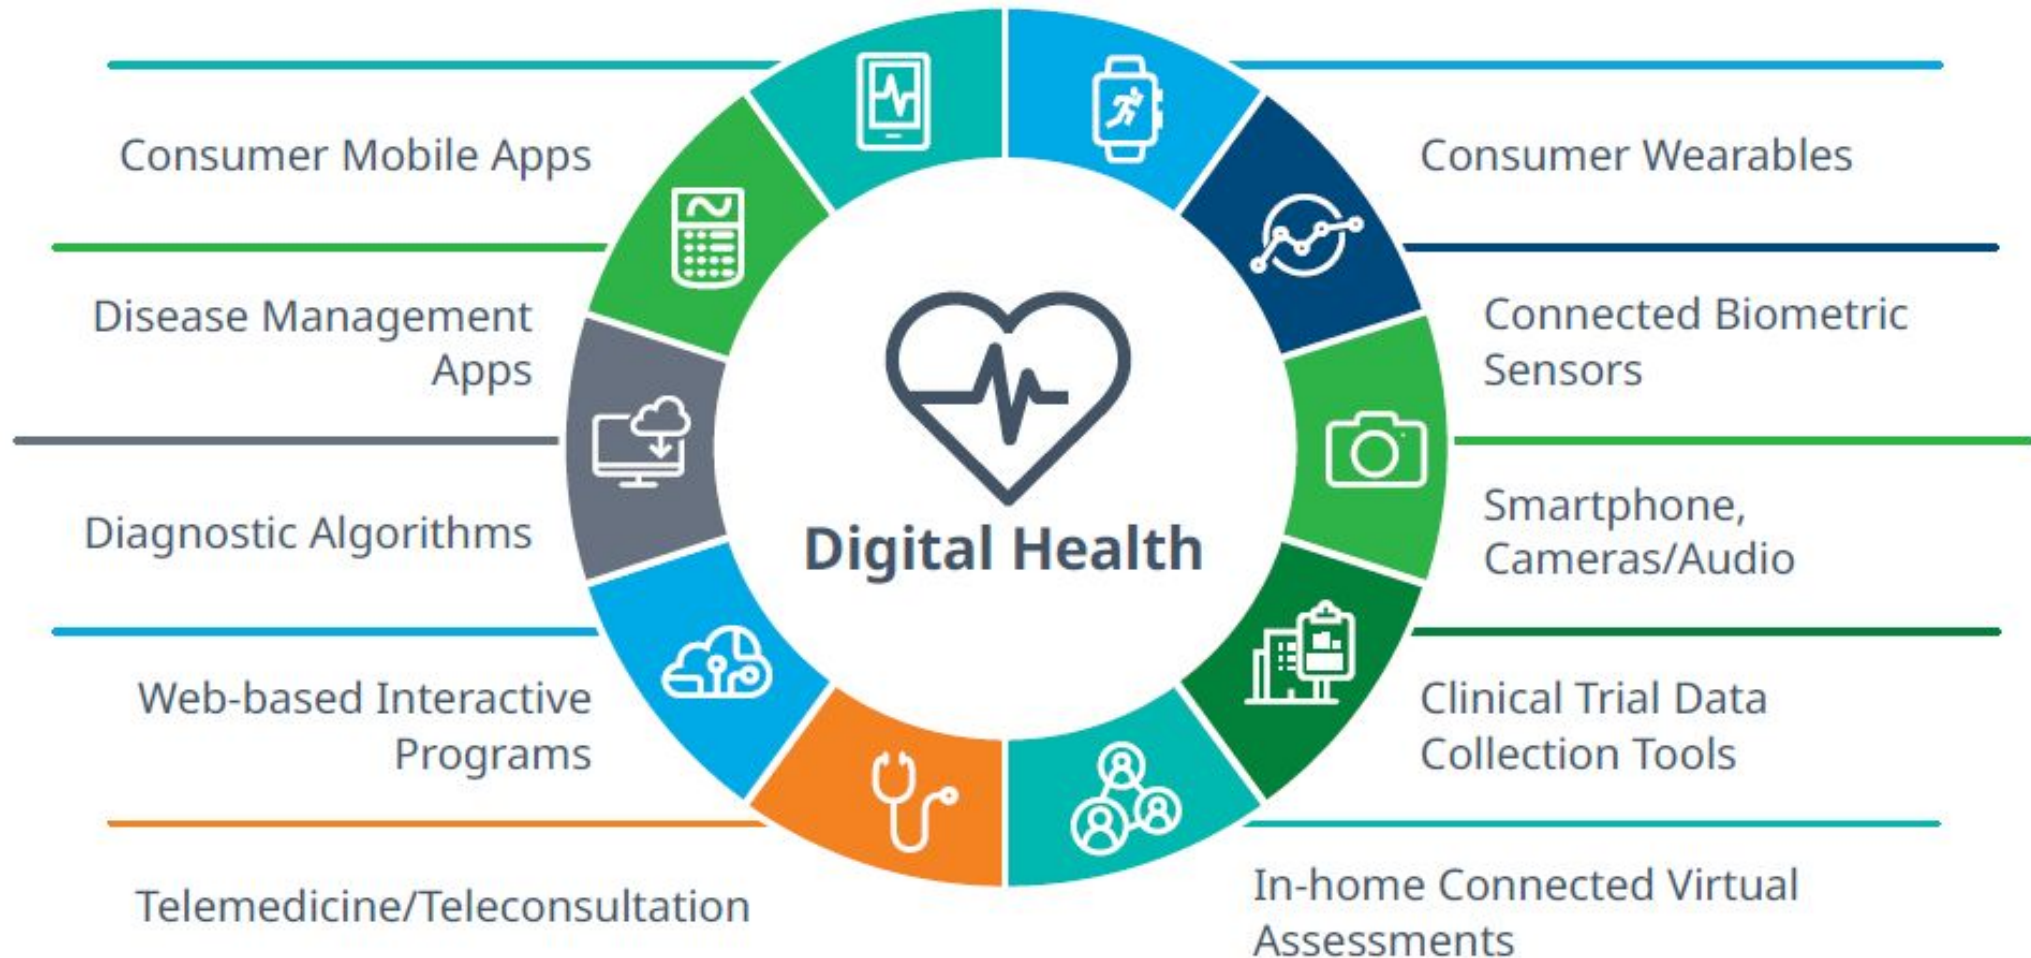 Consumer Mobile Apps
Consumer Wearables
Disease Management
Apps
Connected Biometric
Sensors
Diagnostic Algorithms
Smartphone,
Cameras/Audio
Digital Health
Web-based Interactive
Programs
Clinical Trial Data
Collection Tools
Telemedicine/Teleconsultation
In-home Connected Virtual
Assessments